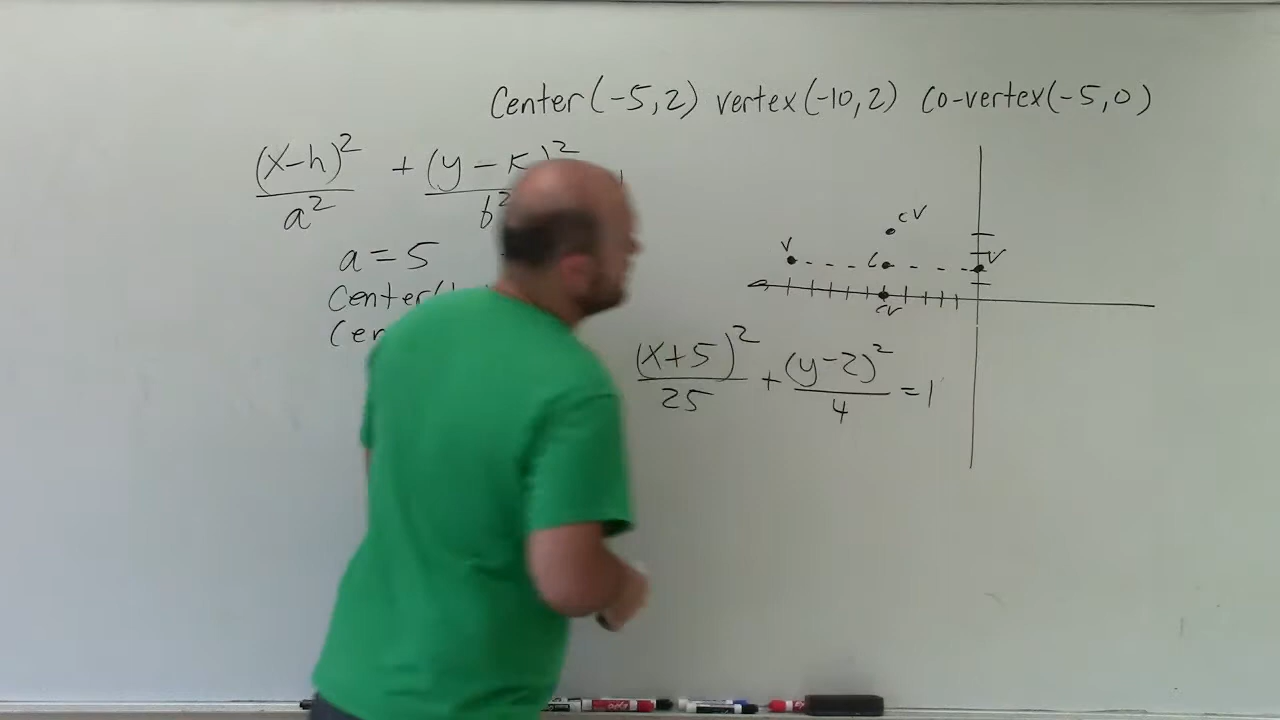 Center (-5,2) vertex (-10,2) Co-vertex (-5,0)
(x-h)² / a² + (y-k)² / b²
a=5
Center(
(
cv
v
C
v
cv
(x+5)² / 25 + (y-2)² / 4 = 1